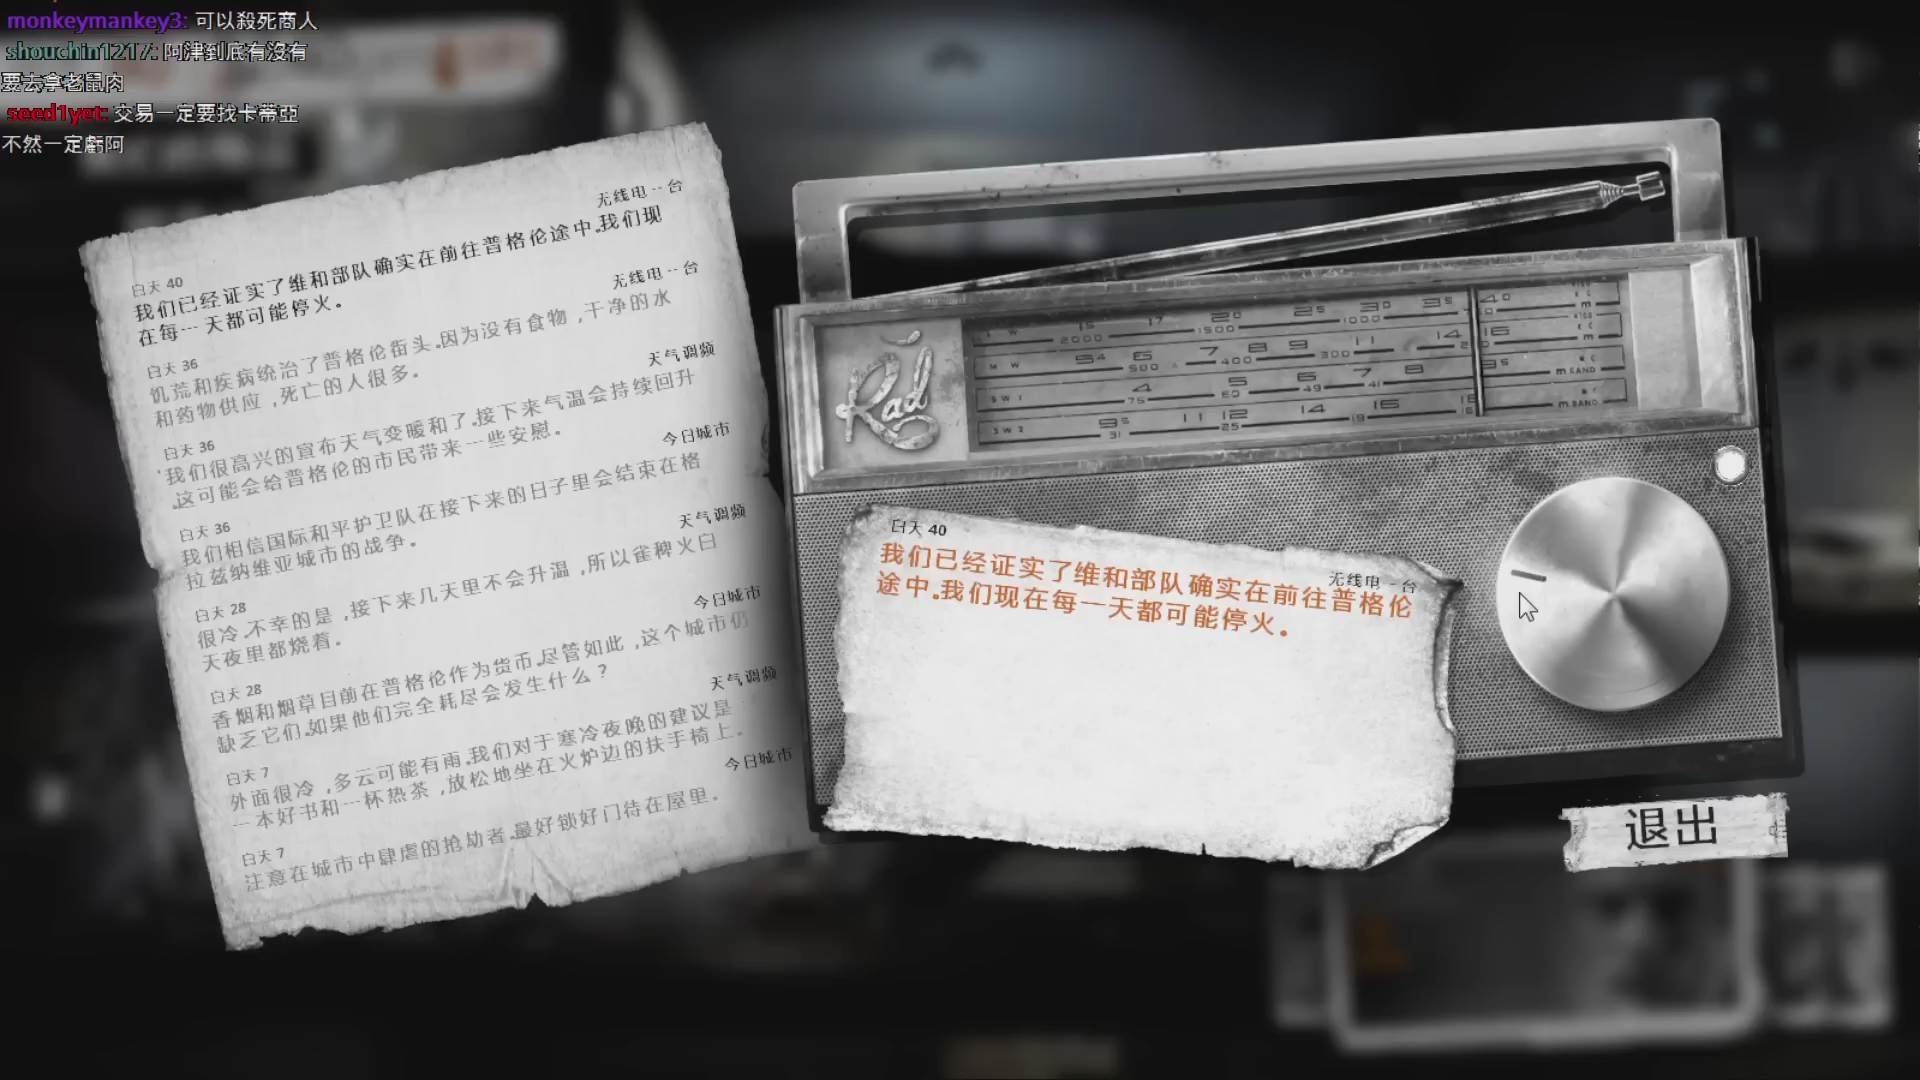 monkeymankey3: 可以殺死商人
shouchin1217: 阿津到底有沒有
要去拿老鼠肉
seed1yet: 交易一定要找卡蒂亞
不然一定虧阿
无线电一台
白天 40
我们已经证实了维和部队确实在前往普格伦途中.我们现
在每一天都可能停火。
无线电一台
白天 36
饥荒和疾病统治了普格伦街头.因为没有食物,干净的水
和药物供应,死亡的人很多。
天气调频
白天 36
我们很高兴的宣布天气变暖和了.接下来气温会持续回升
.这可能会给普格伦的市民带来一些安慰。
今日城市
白天 36
我们相信国际和平护卫队在接下来的日子里会结束在格
拉兹纳维亚城市的战争。
天气调频
白天 28
很冷.不幸的是,接下来几天里不会升温,所以雀稗火白
天夜里都烧着。
今日城市
白天 28
香烟和烟草目前在普格伦作为货币.尽管如此,这个城市仍
缺乏它们.如果他们完全耗尽会发生什么?
天气调频
白天 7
外面很冷,多云可能有雨.我们对于寒冷夜晚的建议是
一本好书和一杯热茶,放松地坐在火炉边的扶手椅上。
今日城市
白天 7
注意在城市中肆虐的抢劫者.最好锁好门待在屋里。
Rad
白天 40
无线电一台
我们已经证实了维和部队确实在前往普格伦
途中.我们现在每一天都可能停火。
退出